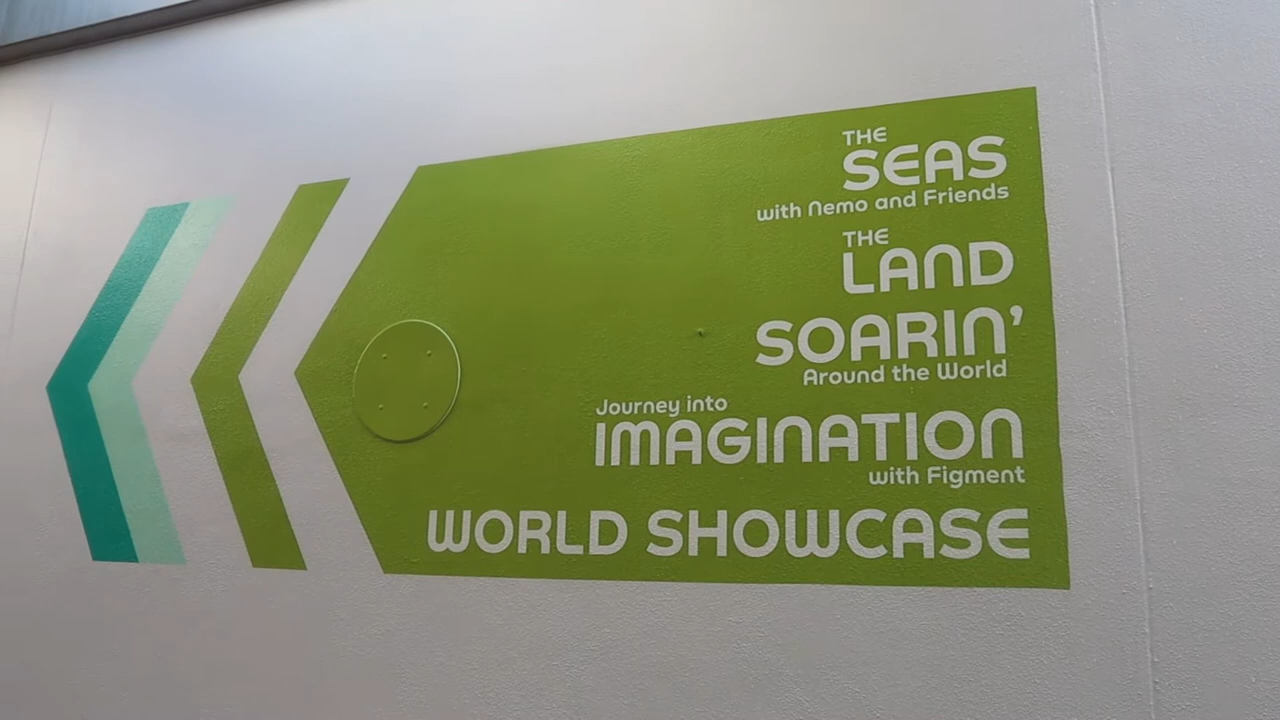 THE
SEAS
with Nemo and Friends
THE
LAND
SOARIN'
Around the World
Journey into
IMAGINATION
with Figment
WORLD SHOWCASE